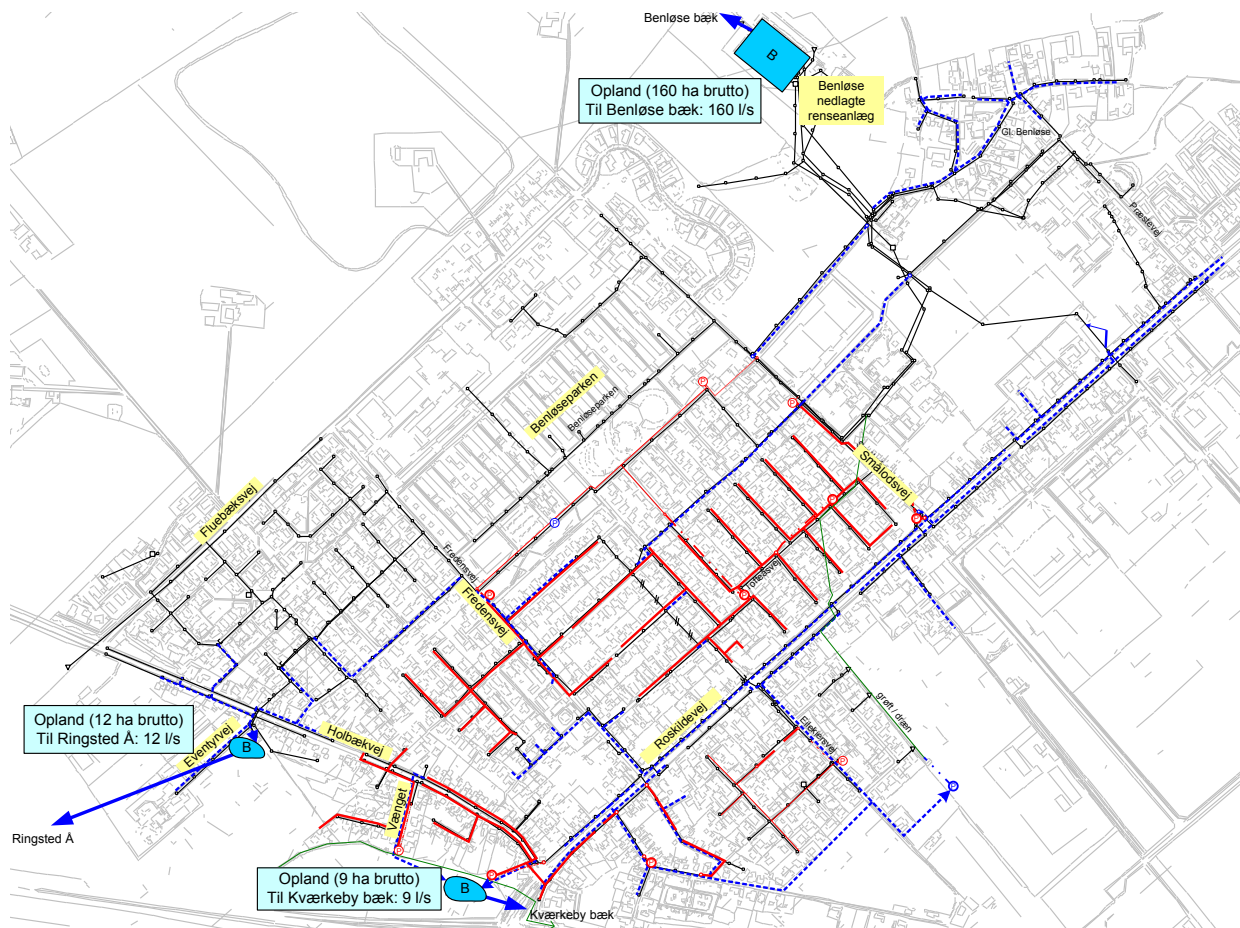 Benløse bæk
B
Opland (160 ha brutto)
Til Benløse bæk: 160 l/s
Benløse
nedlagte
renseanlæg
Gl. Benløse
Præstevej
P
P
Benløseparken
Benløseparken
Smålodsvej
P
P
Fluebæksvej
P
Fredensvej
Fredensvej
P
Toftedsvej
P
Opland (12 ha brutto)
Til Ringsted Å: 12 l/s
B
Eventyrvej
Holbækvej
Roskildevej
Ellekersvej
grøft / dræn
P
P
Vænget
P
Ringsted Å
P
P
Opland (9 ha brutto)
Til Kværkeby bæk: 9 l/s
B
Kværkeby bæk